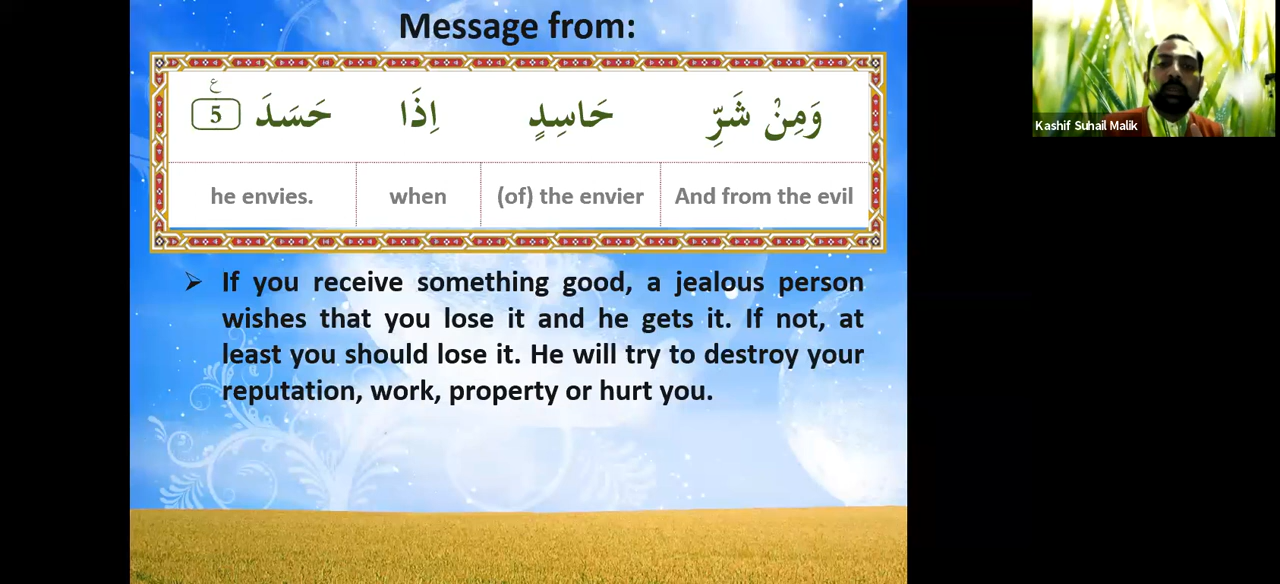 Message from:
وَمِنْ شَرِّ حَاسِدٍ اِذَا حَسَدَ ع 5
he envies. when (of) the envier And from the evil
➢ If you receive something good, a jealous person
wishes that you lose it and he gets it. If not, at
least you should lose it. He will try to destroy your
reputation, work, property or hurt you.
Kashif Suhail Malik